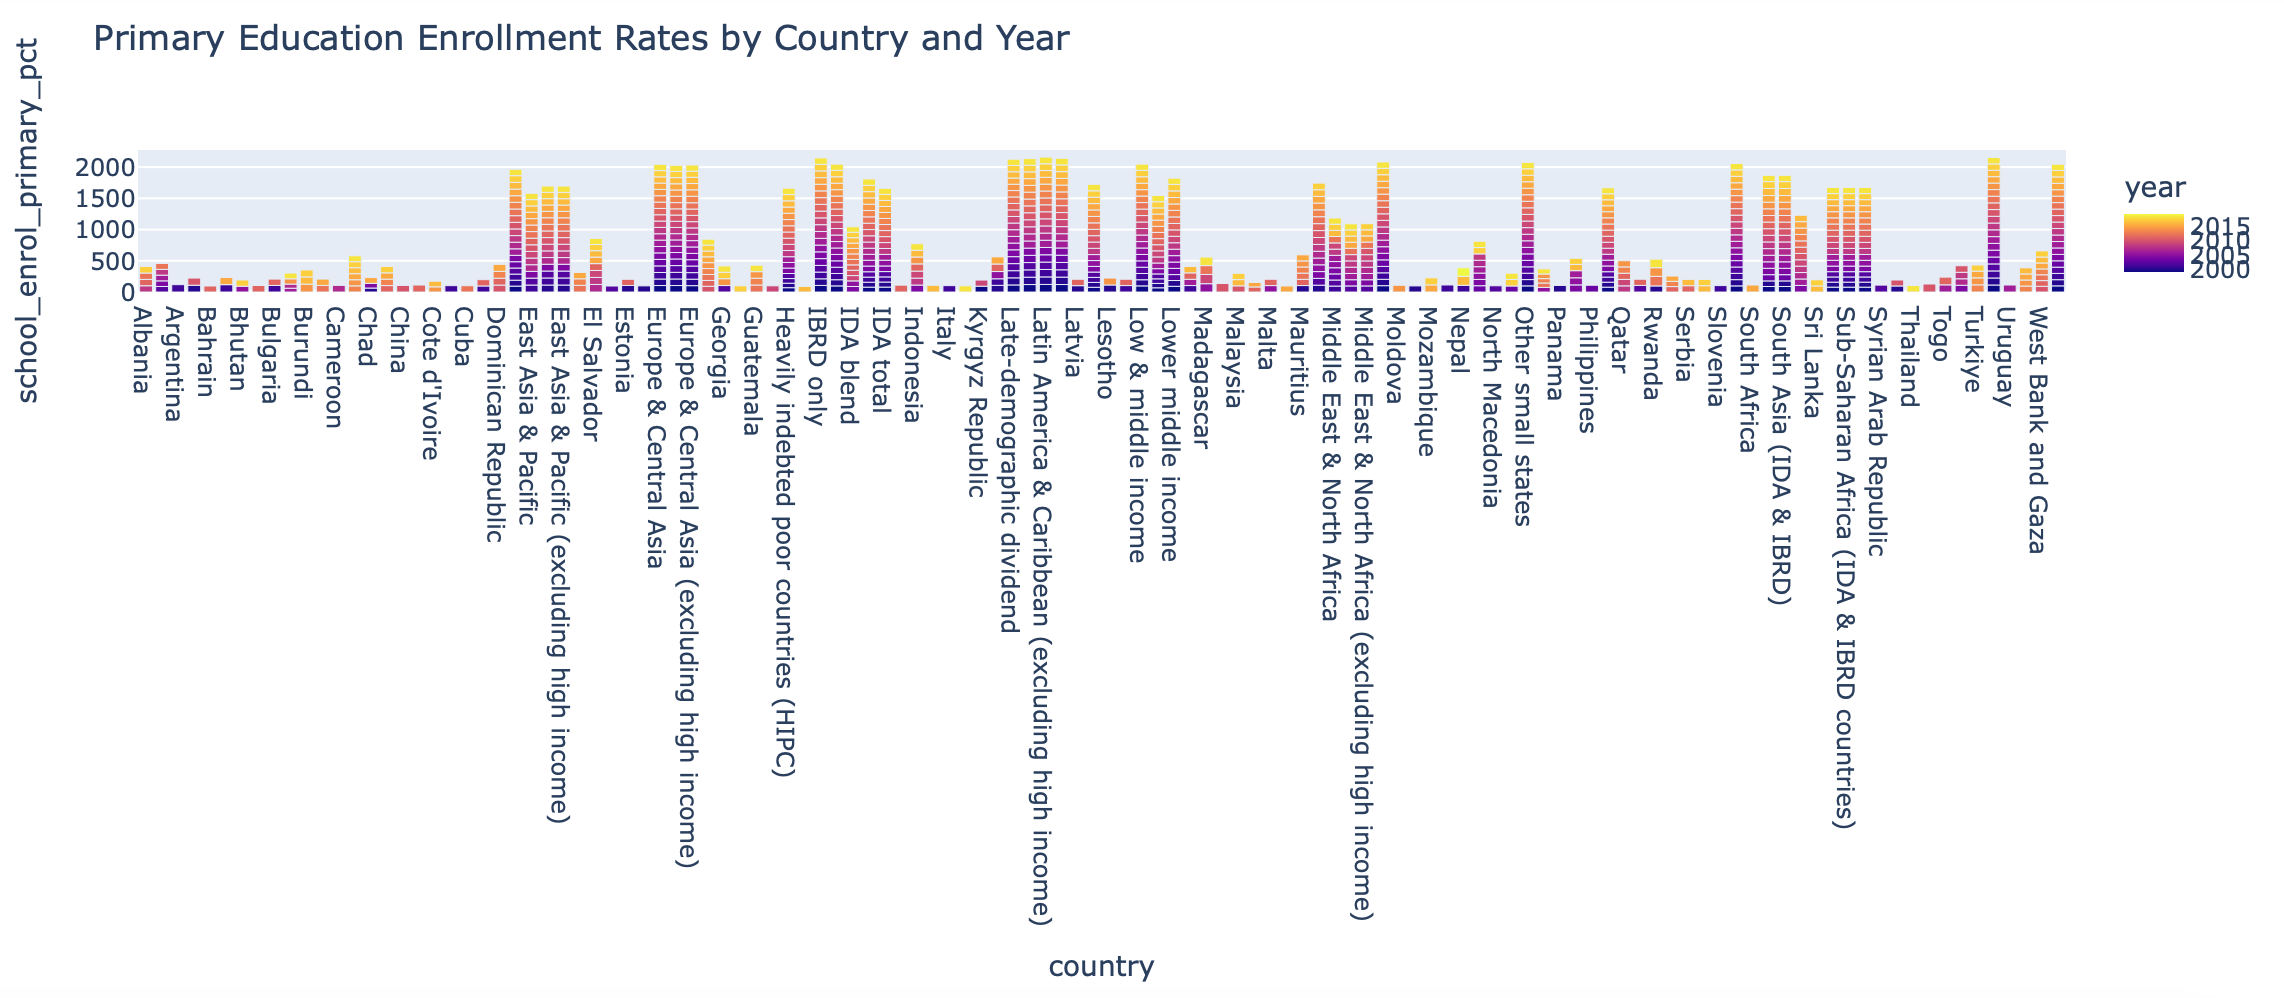 Primary Education Enrollment Rates by Country and Year
school_enrol_primary_pct
2000
1500
1000
500
0
Albania
Argentina
Bahrain
Bhutan
Bulgaria
Burundi
Cameroon
Chad
China
Cote d'Ivoire
Cuba
Dominican Republic
East Asia & Pacific
East Asia & Pacific (excluding high income)
El Salvador
Estonia
Europe & Central Asia
Europe & Central Asia (excluding high income)
Georgia
Guatemala
Heavily indebted poor countries (HIPC)
IBRD only
IDA blend
IDA total
Indonesia
Italy
Kyrgyz Republic
Late-demographic dividend
Latin America & Caribbean (excluding high income)
Latvia
Lesotho
Low & middle income
Lower middle income
Madagascar
Malaysia
Malta
Mauritius
Middle East & North Africa
Middle East & North Africa (excluding high income)
Moldova
Mozambique
Nepal
North Macedonia
Other small states
Panama
Philippines
Qatar
Rwanda
Serbia
Slovenia
South Africa
South Asia (IDA & IBRD)
Sri Lanka
Sub-Saharan Africa (IDA & IBRD countries)
Syrian Arab Republic
Thailand
Togo
Turkiye
Uruguay
West Bank and Gaza
country
year
2015
2010
2005
2000